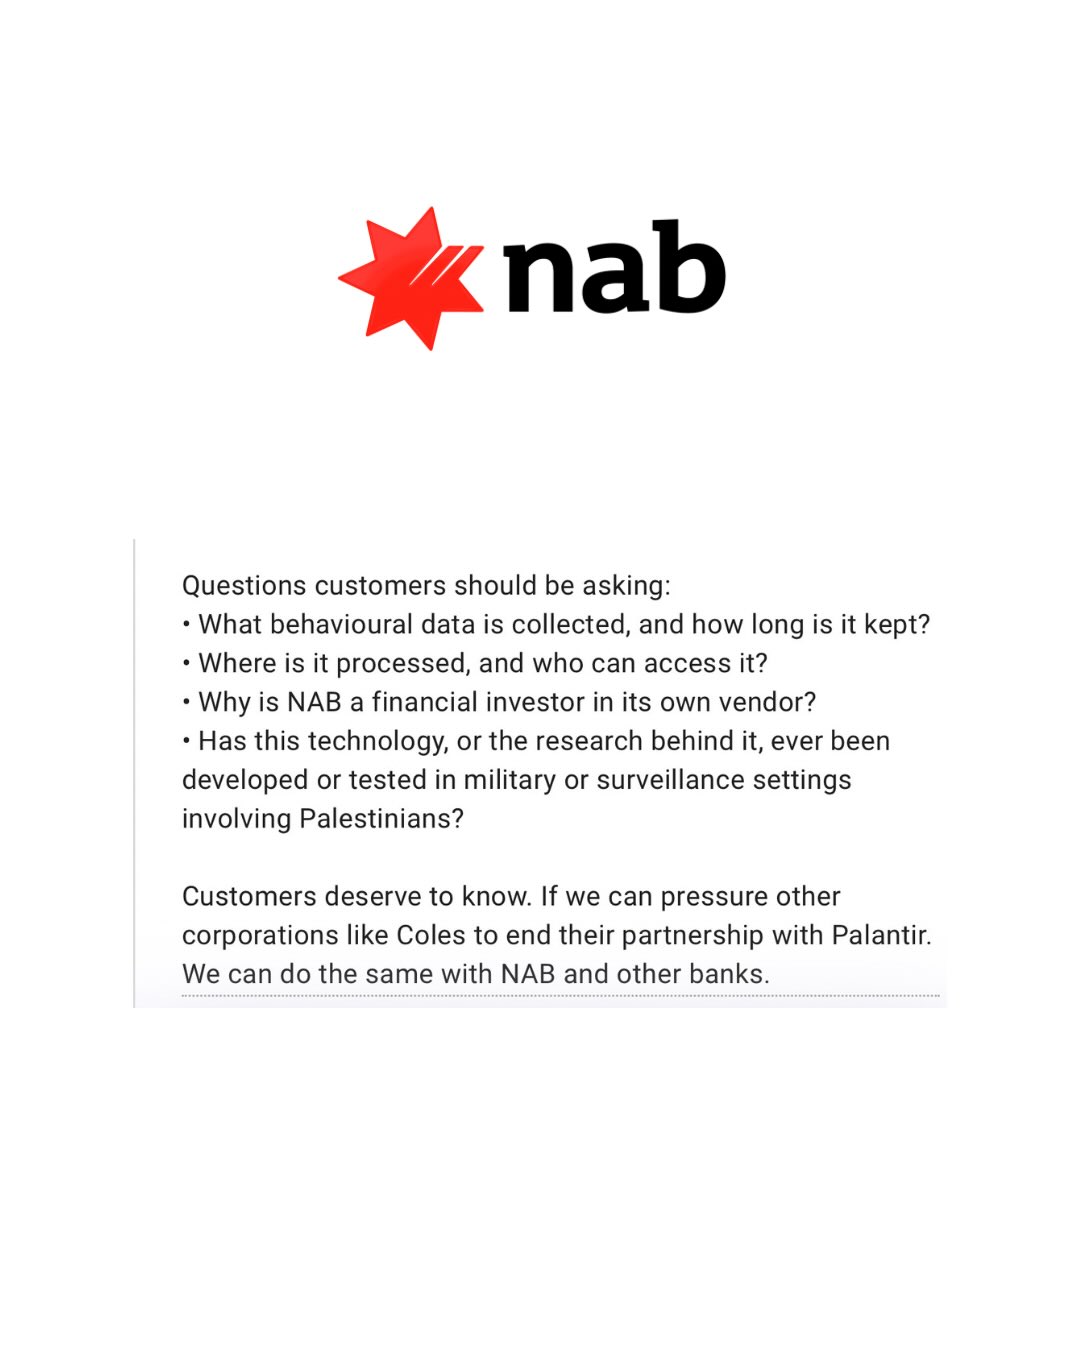 nab
Questions customers should be asking:
• What behavioural data is collected, and how long is it kept?
• Where is it processed, and who can access it?
• Why is NAB a financial investor in its own vendor?
• Has this technology, or the research behind it, ever been
developed or tested in military or surveillance settings
involving Palestinians?
Customers deserve to know. If we can pressure other
corporations like Coles to end their partnership with Palantir.
We can do the same with NAB and other banks.